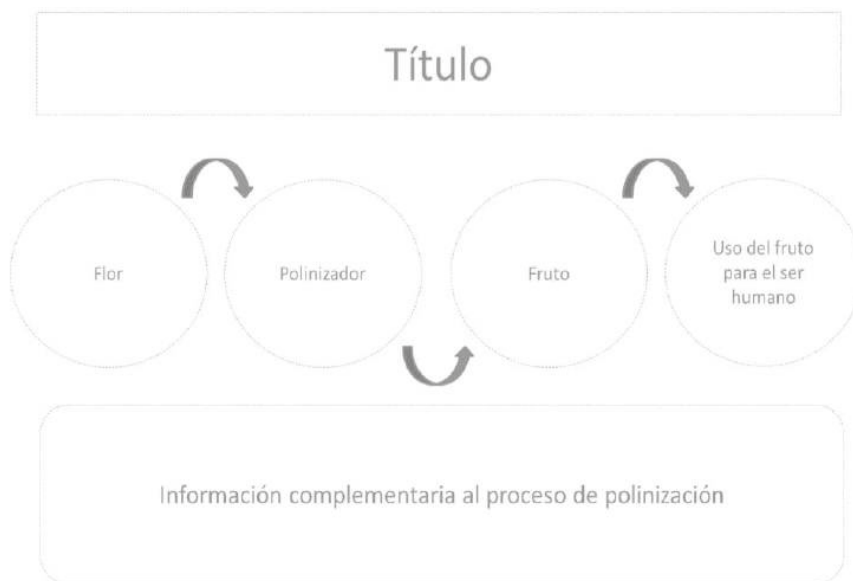 Título
Flor
Polinizador
Fruto
Uso del fruto
para el ser
humano
Información complementaria al proceso de polinización